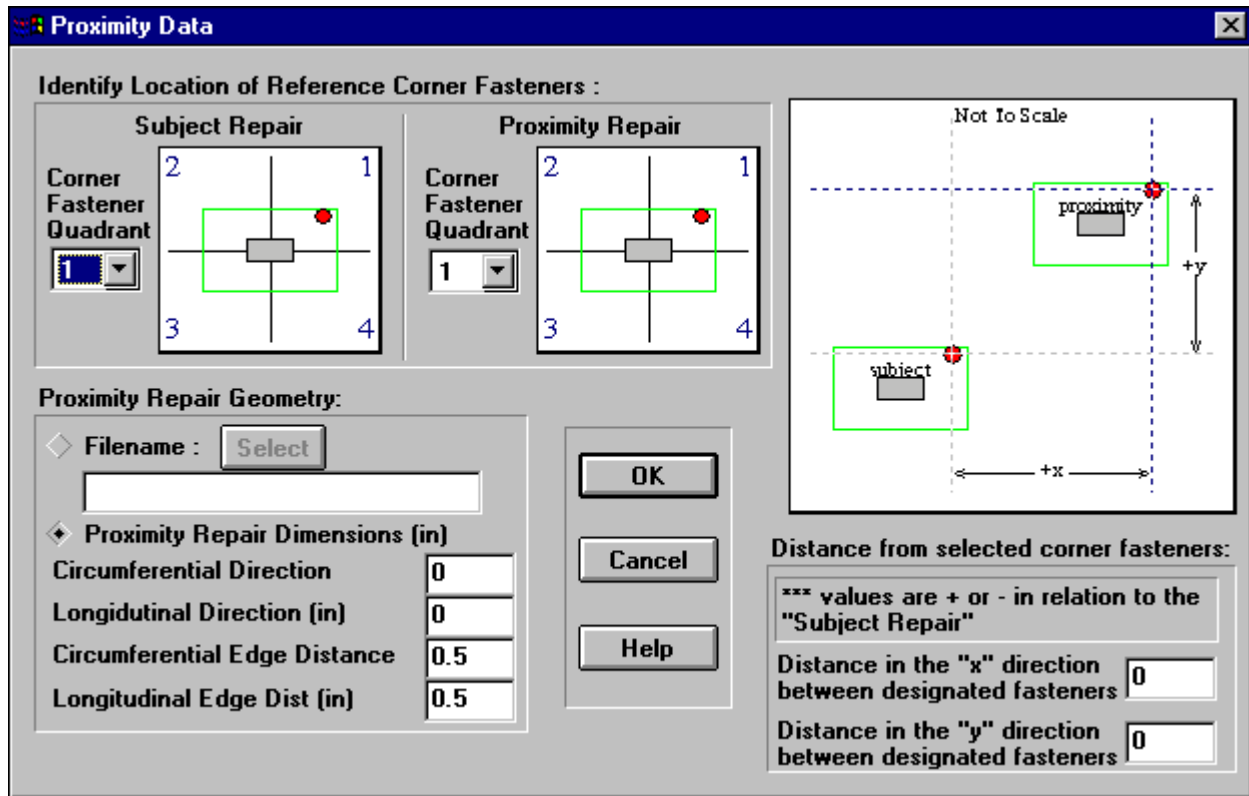 Proximity Data
Identify Location of Reference Corner Fasteners :
Subject Repair
Corner
Fastener
Quadrant
1
2
1
3
4
Proximity Repair
Corner
Fastener
Quadrant
1
2
1
3
4
Not To Scale
proximity
+y
subject
+x
Proximity Repair Geometry:
Filename :
Select
Proximity Repair Dimensions (in)
Circumferential Direction
0
Longidutinal Direction (in)
0
Circumferential Edge Distance
0.5
Longitudinal Edge Dist (in)
0.5
OK
Cancel
Help
Distance from selected corner fasteners:
*** values are + or - in relation to the
"Subject Repair"
Distance in the "x" direction
between designated fasteners
0
Distance in the "y" direction
between designated fasteners
0